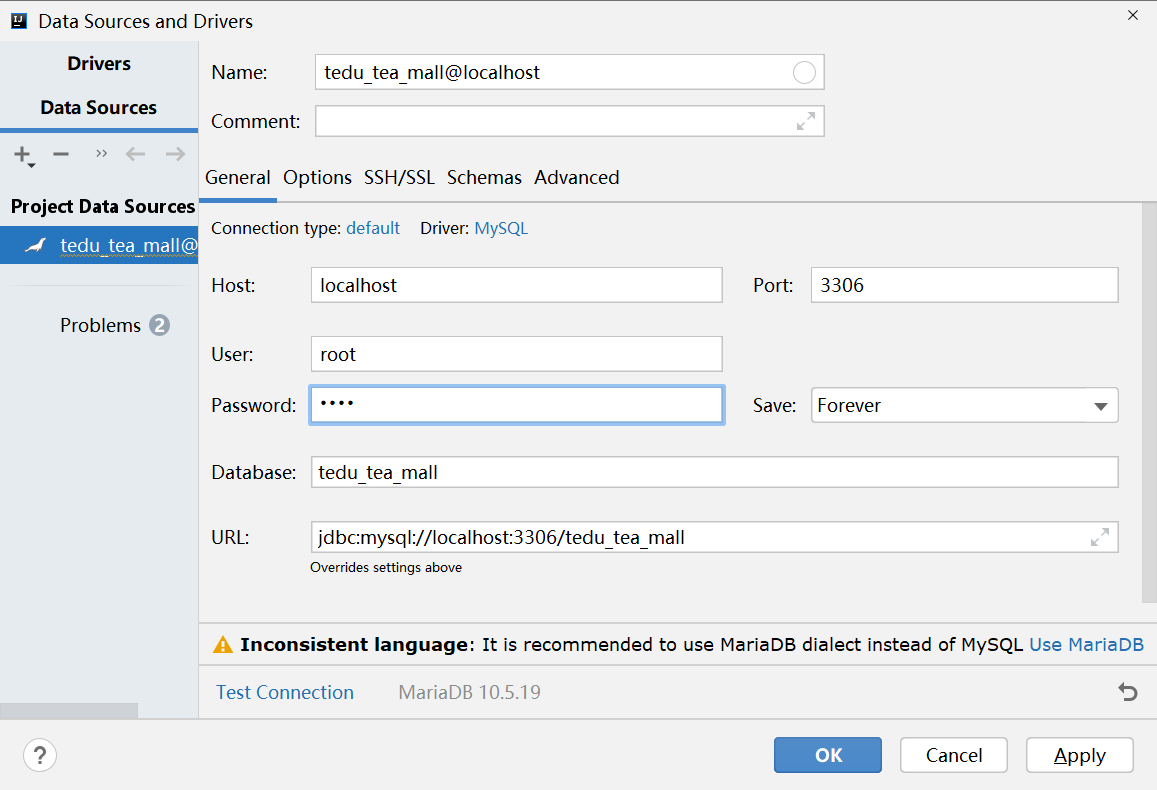 Data Sources and Drivers
Drivers
Data Sources
Project Data Sources
tedu_tea_mall@
Problems 2
Name: tedu_tea_mall@localhost
Comment:
General Options SSH/SSL Schemas Advanced
Connection type: default Driver: MySQL
Host: localhost Port: 3306
User: root
Password: •••• Save: Forever
Database: tedu_tea_mall
URL: jdbc:mysql://localhost:3306/tedu_tea_mall
Overrides settings above
Inconsistent language: It is recommended to use MariaDB dialect instead of MySQL Use MariaDB
Test Connection MariaDB 10.5.19
? OK Cancel Apply